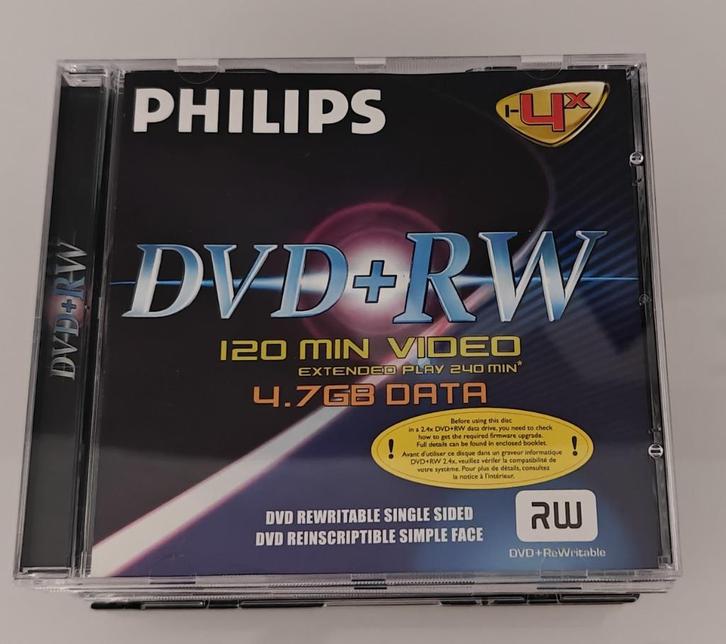 PHILIPS
1-4x
DVD+RW
DVD+RW
120 MIN VIDEO
EXTENDED PLAY 240 MIN*
4.7GB DATA
Before using this disc
in a 2.4x DVD+RW data drive, you need to check
how to get the required firmware upgrade.
Full details can be found in enclosed booklet.
Avant d'utiliser ce disque dans un graveur informatique
DVD+RW 2.4x, veuillez vérifier la compatibilité de
votre système. Pour plus de détails, consultez
la notice à l'intérieur.
! !
DVD REWRITABLE SINGLE SIDED
DVD REINSCRIPTIBLE SIMPLE FACE
RW
DVD+ReWritable